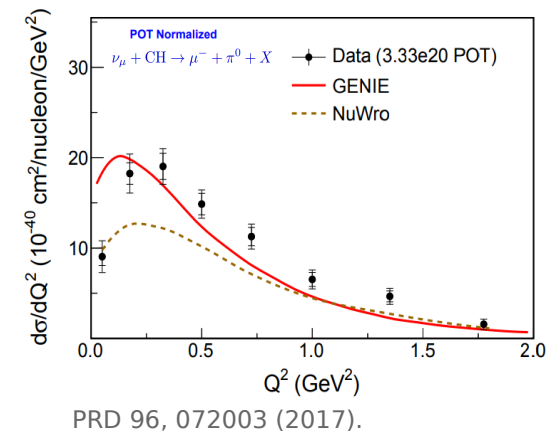 POT Normalized
νμ + CH → μ− + π0 + X
Data (3.33e20 POT)
GENIE
NuWro
30
20
10
0.0 0.5 1.0 1.5 2.0
dσ/dQ² (10⁻⁴⁰ cm²/nucleon/GeV²)
Q² (GeV²)
PRD 96, 072003 (2017).